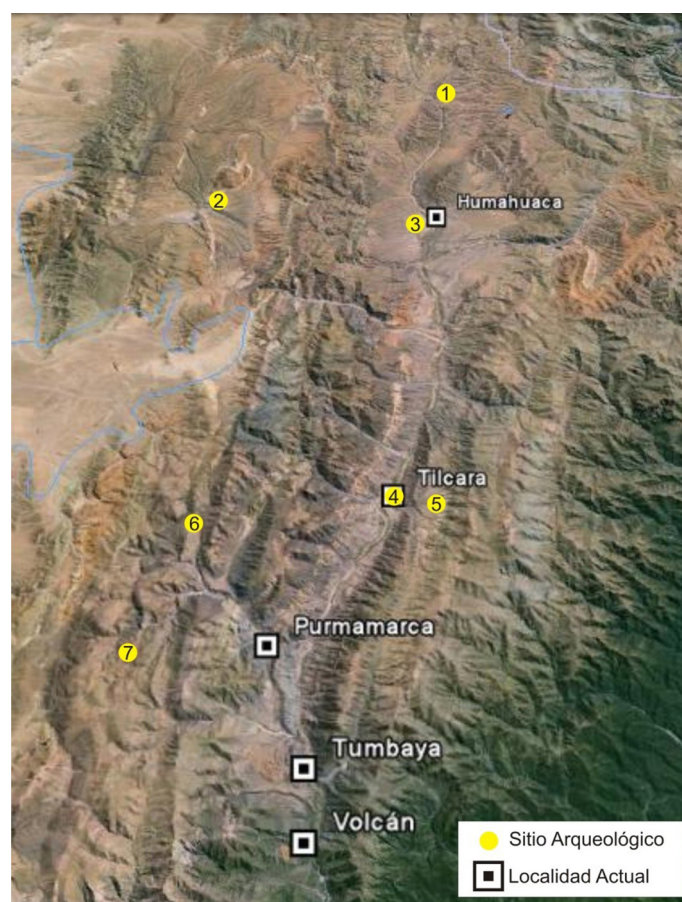 1
2
Humahuaca
3
Tilcara
4
5
6
Purmamarca
7
Tumbaya
Volcán
Sitio Arqueológico
Localidad Actual